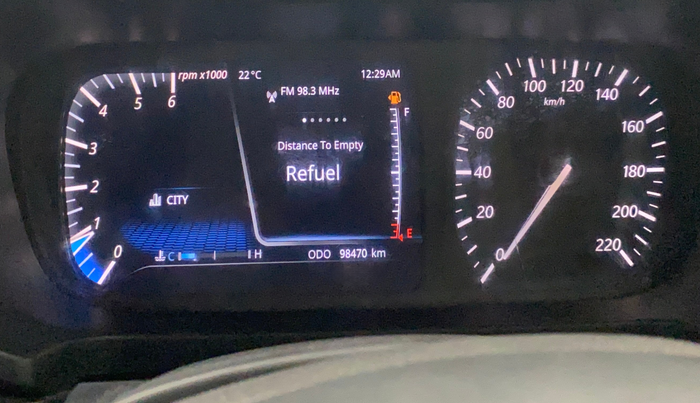 rpm x1000 22°C 12:29AM
FM 98.3 MHz
Distance To Empty
Refuel
CITY
F
E
C H ODO 98470 km
0 1 2 3 4 5 6
0 20 40 60 80 100 120 140 160 180 200 220
km/h